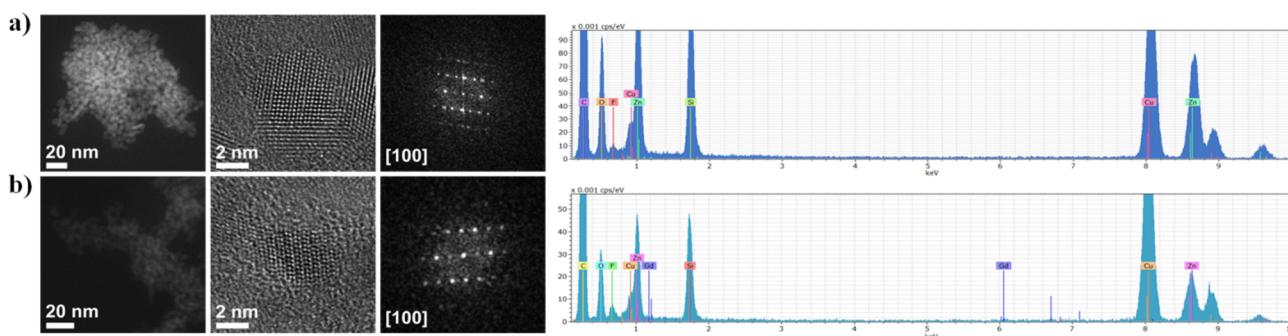 a)
20 nm
2 nm
[100]
x 0.001 cps/eV
90
80
70
60
50
40
30
20
10
0
C
O
F
Cu
Zn
Si
Cu
Zn
1
2
3
4
5
6
7
8
9
keV
b)
20 nm
2 nm
[100]
x 0.001 cps/eV
50
40
30
20
10
0
C
O
F
Cu
Zn
Gd
Si
Gd
Cu
Zn
1
2
3
4
5
6
7
8
9
keV